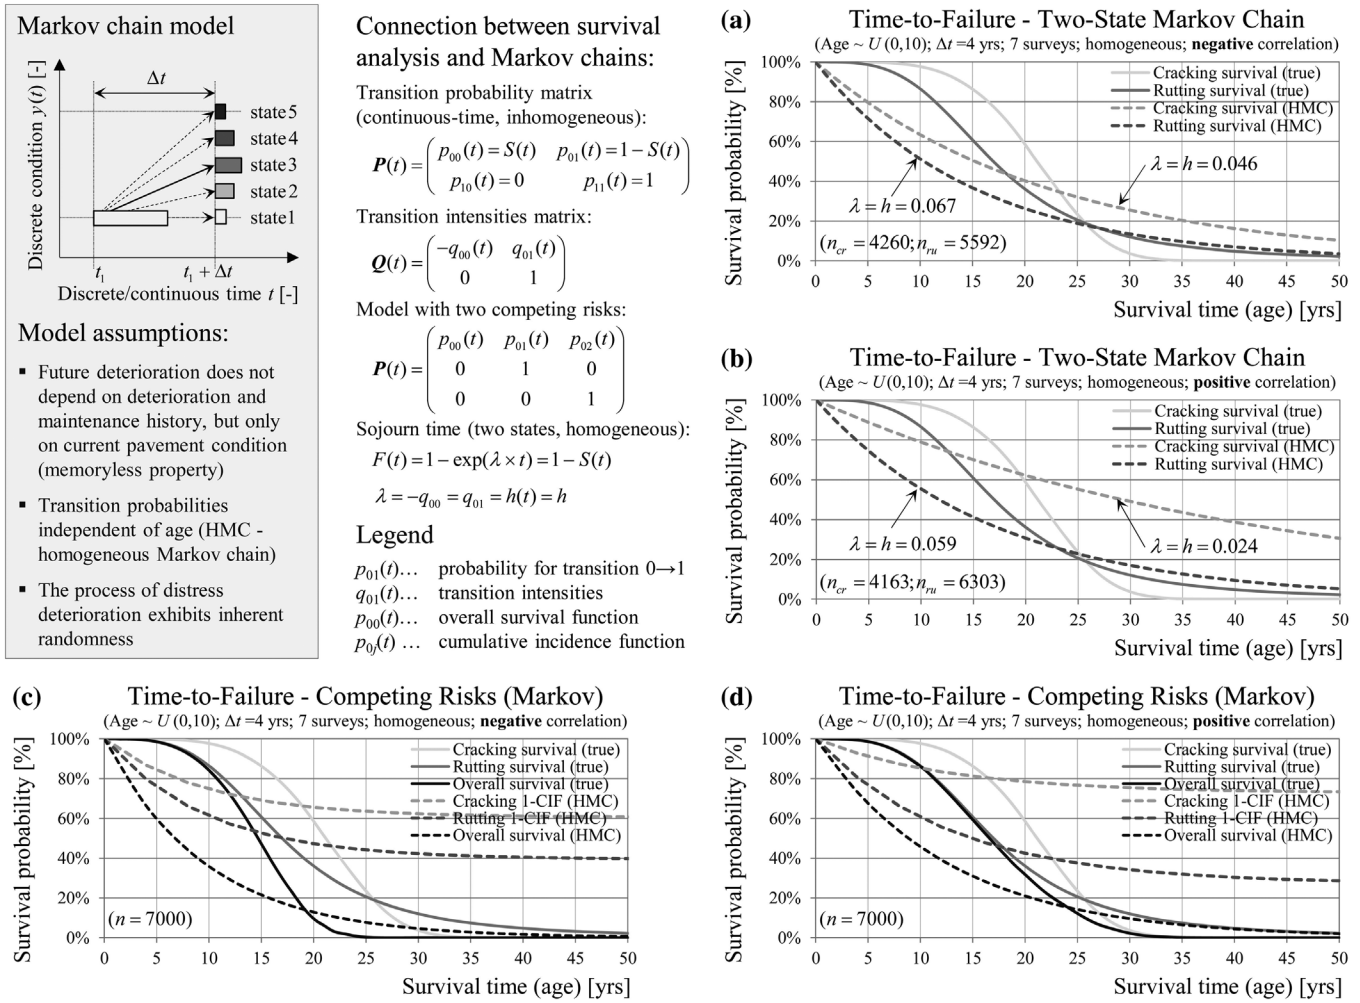 Markov chain model
Discrete condition y(t) [-]
Δt
state5
state4
state3
state2
state1
t₁
t₁ + Δt
Discrete/continuous time t [-]
Model assumptions:
▪ Future deterioration does not
depend on deterioration and
maintenance history, but only
on current pavement condition
(memoryless property)
▪ Transition probabilities
independent of age (HMC -
homogeneous Markov chain)
▪ The process of distress
deterioration exhibits inherent
randomness
Connection between survival
analysis and Markov chains:
Transition probability matrix
(continuous-time, inhomogeneous):
P(t) = ( p₀₀(t) = S(t) p₀₁(t) = 1 − S(t)
p₁₀(t) = 0 p₁₁(t) = 1 )
Transition intensities matrix:
Q(t) = ( −q₀₀(t) q₀₁(t)
0 1 )
Model with two competing risks:
P(t) = ( p₀₀(t) p₀₁(t) p₀₂(t)
0 1 0
0 0 1 )
Sojourn time (two states, homogeneous):
F(t) = 1 − exp(λ × t) = 1 − S(t)
λ = −q₀₀ = q₀₁ = h(t) = h
Legend
p₀₁(t)… probability for transition 0→1
q₀₁(t)… transition intensities
p₀₀(t)… overall survival function
p₀ⱼ(t) … cumulative incidence function
(a) Time-to-Failure - Two-State Markov Chain
(Age ~ U (0,10); Δt =4 yrs; 7 surveys; homogeneous; negative correlation)
Survival probability [%]
100%
80%
60%
40%
20%
0%
Cracking survival (true)
Rutting survival (true)
Cracking survival (HMC)
Rutting survival (HMC)
λ = h = 0.046
λ = h = 0.067
(n_cr = 4260; n_ru = 5592)
0 5 10 15 20 25 30 35 40 45 50
Survival time (age) [yrs]
(b) Time-to-Failure - Two-State Markov Chain
(Age ~ U (0,10); Δt =4 yrs; 7 surveys; homogeneous; positive correlation)
Survival probability [%]
100%
80%
60%
40%
20%
0%
Cracking survival (true)
Rutting survival (true)
Cracking survival (HMC)
Rutting survival (HMC)
λ = h = 0.059
λ = h = 0.024
(n_cr = 4163; n_ru = 6303)
0 5 10 15 20 25 30 35 40 45 50
Survival time (age) [yrs]
(c) Time-to-Failure - Competing Risks (Markov)
(Age ~ U (0,10); Δt =4 yrs; 7 surveys; homogeneous; negative correlation)
Survival probability [%]
100%
80%
60%
40%
20%
0%
Cracking survival (true)
Rutting survival (true)
Overall survival (true)
Cracking 1-CIF (HMC)
Rutting 1-CIF (HMC)
Overall survival (HMC)
(n = 7000)
0 5 10 15 20 25 30 35 40 45 50
Survival time (age) [yrs]
(d) Time-to-Failure - Competing Risks (Markov)
(Age ~ U (0,10); Δt =4 yrs; 7 surveys; homogeneous; positive correlation)
Survival probability [%]
100%
80%
60%
40%
20%
0%
Cracking survival (true)
Rutting survival (true)
Overall survival (true)
Cracking 1-CIF (HMC)
Rutting 1-CIF (HMC)
Overall survival (HMC)
(n = 7000)
0 5 10 15 20 25 30 35 40 45 50
Survival time (age) [yrs]